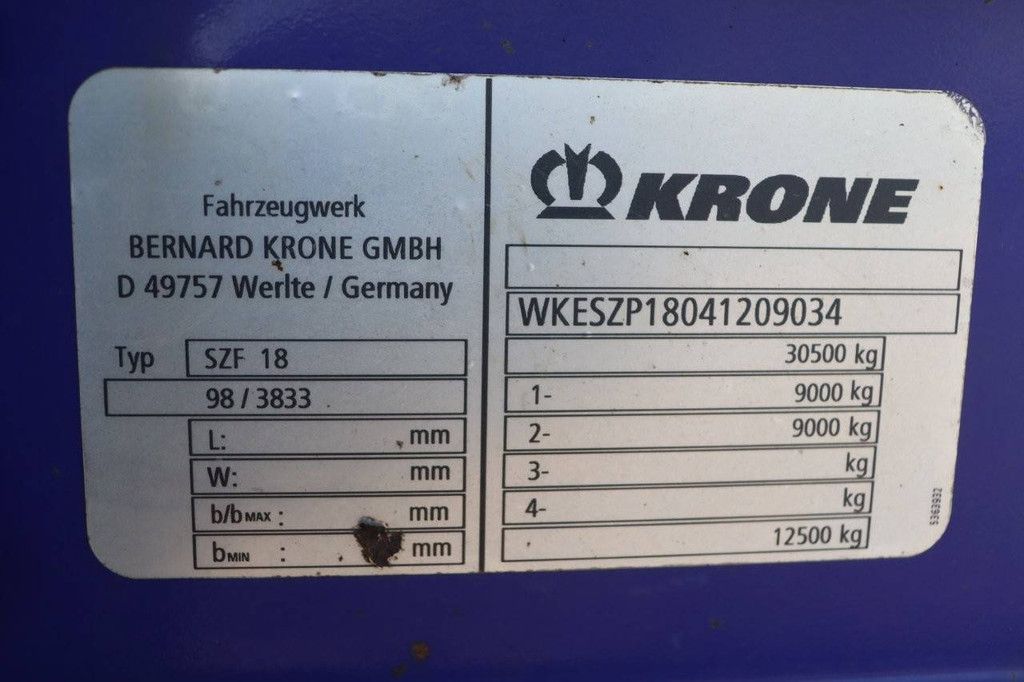 Fahrzeugwerk
BERNARD KRONE GMBH
D 49757 Werlte / Germany
Typ SZF 18
98 / 3833
L: mm
W: mm
b/bMAX : mm
bMIN : mm
KRONE
WKESZP18041209034
30500 kg
1- 9000 kg
2- 9000 kg
3- kg
4- kg
12500 kg
5363932